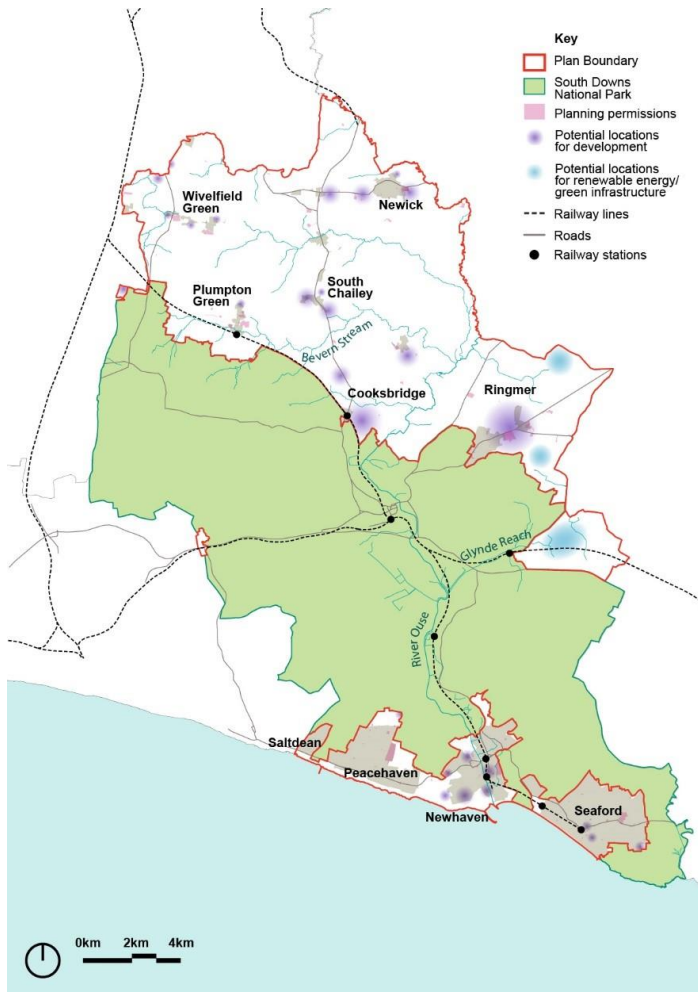 Key
Plan Boundary
South Downs
National Park
Planning permissions
Potential locations
for development
Potential locations
for renewable energy/
green infrastructure
Railway lines
Roads
Railway stations
Wivelfield
Green
Newick
Plumpton
Green
South
Chailey
Bevern Stream
Cooksbridge
Ringmer
Glynde Reach
River Ouse
Saltdean
Peacehaven
Newhaven
Seaford
0km 2km 4km